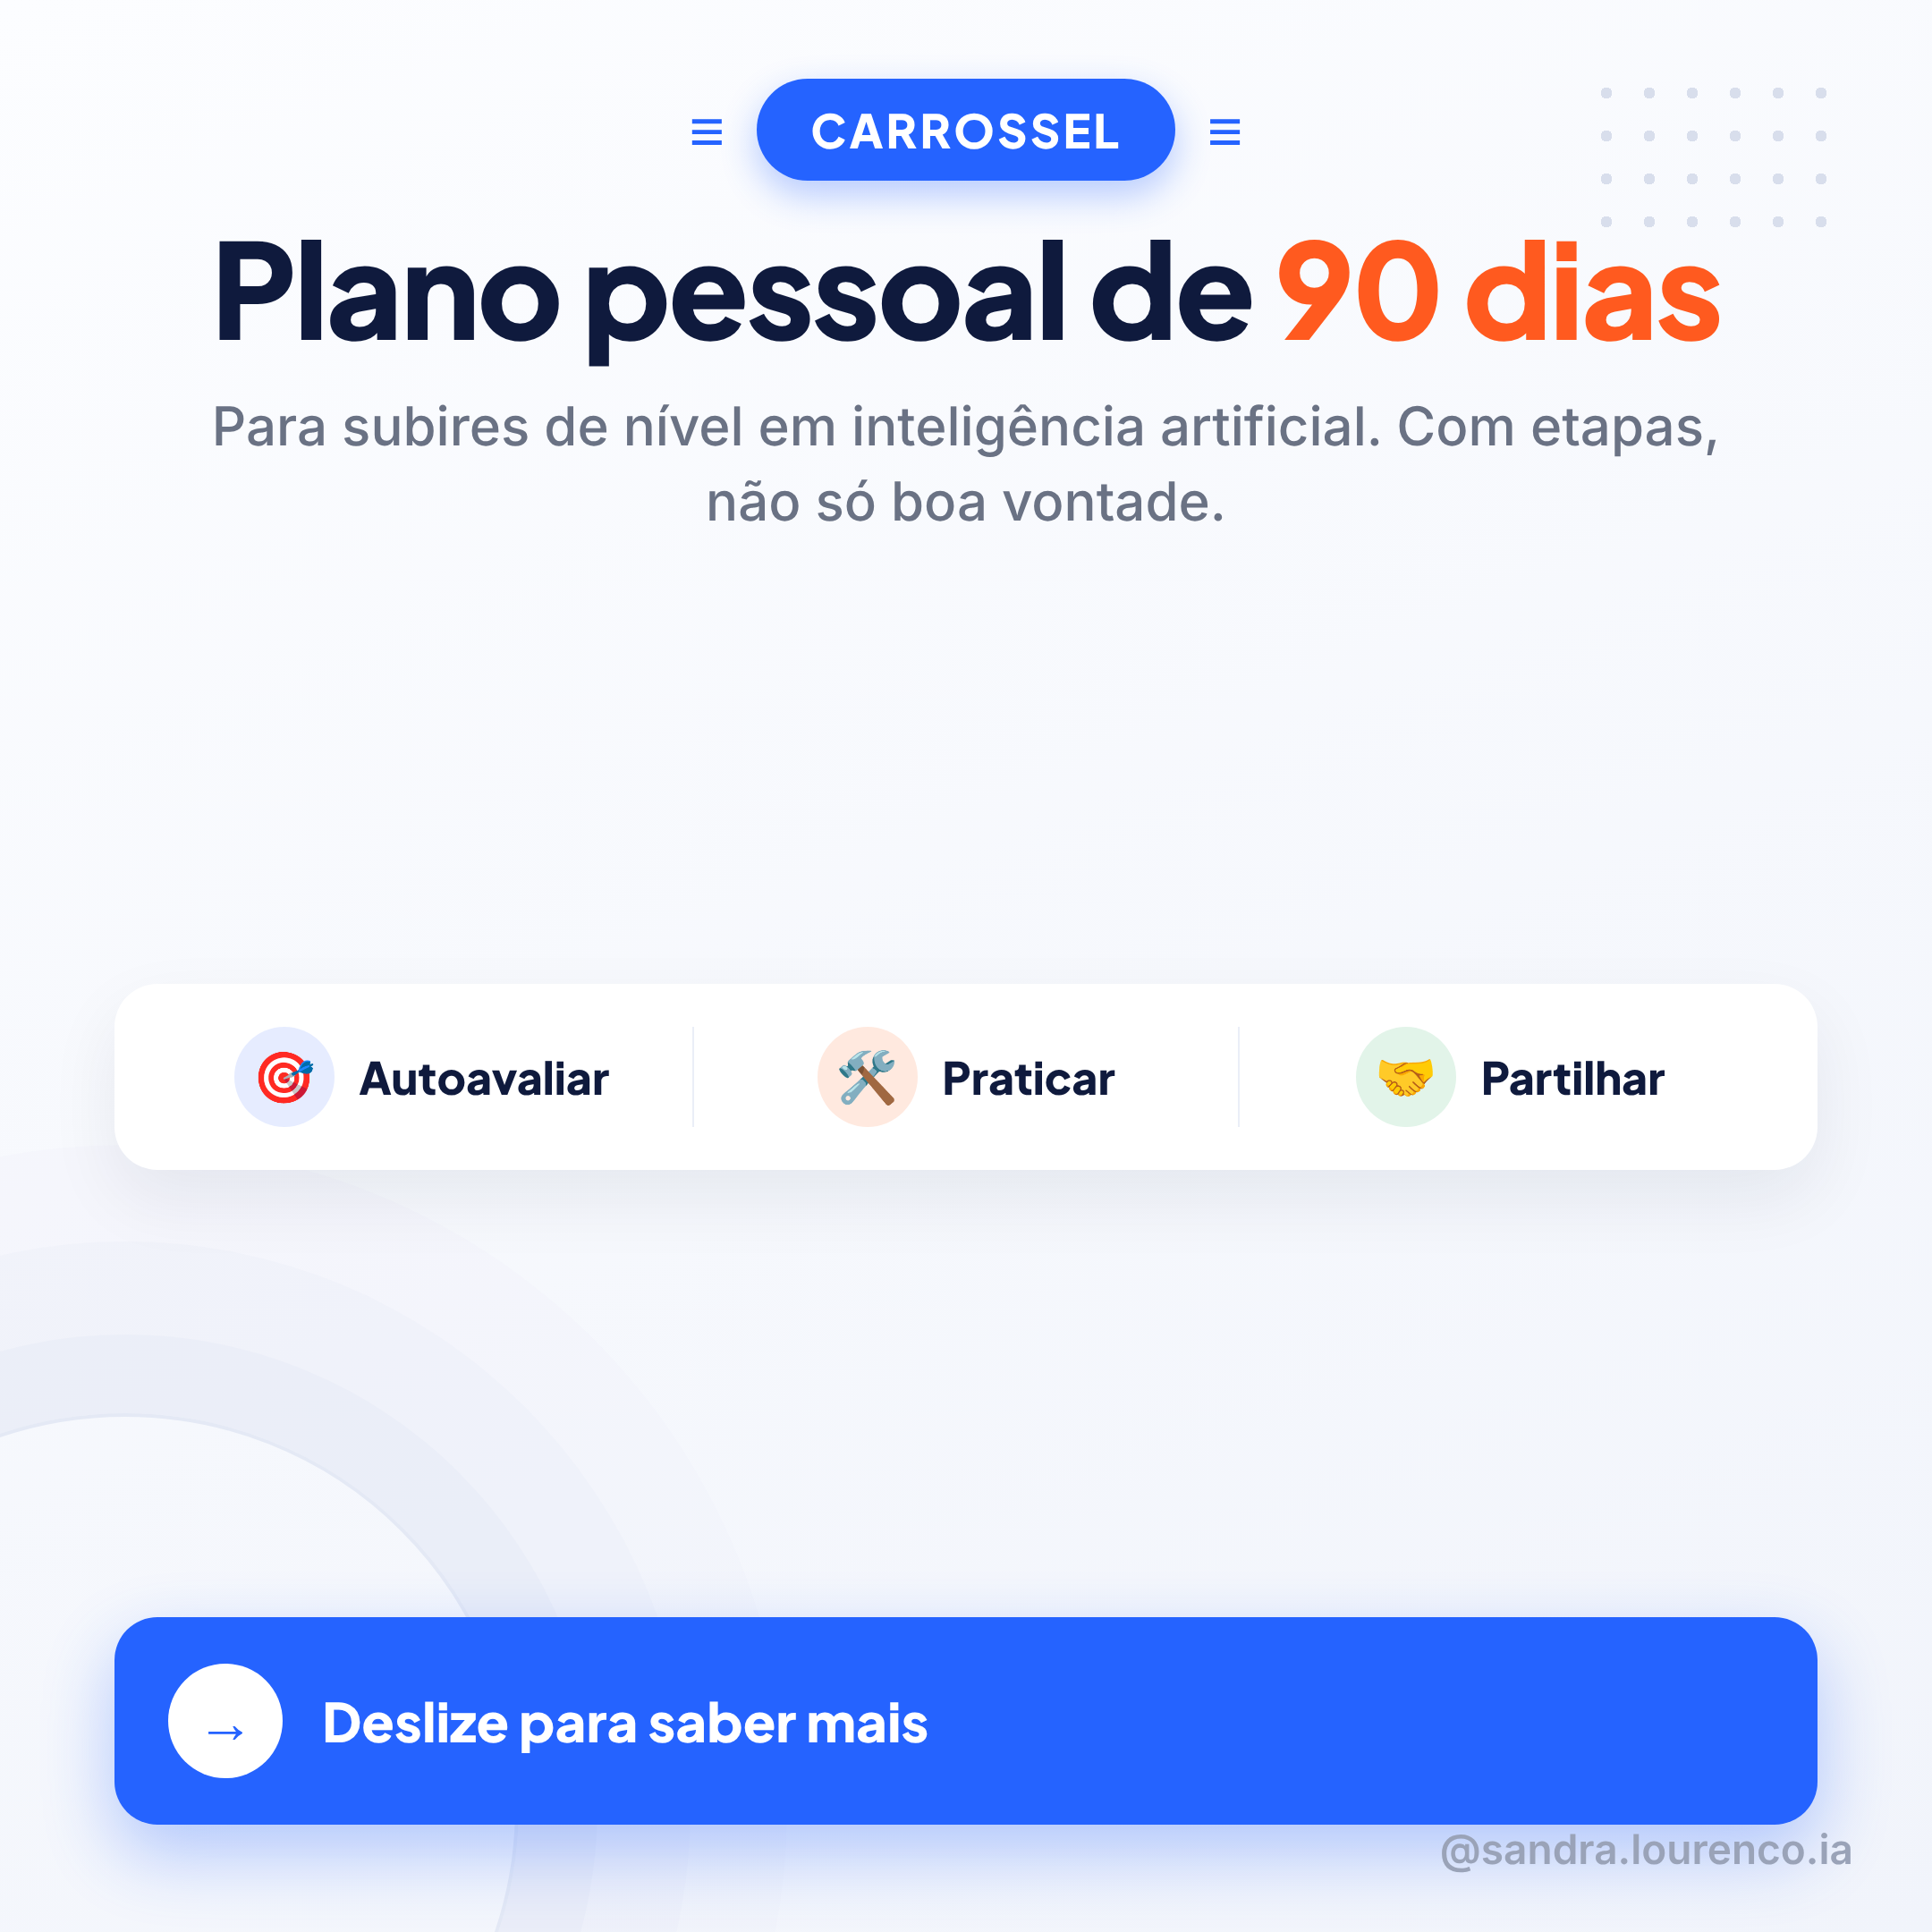 CARROSSEL
Plano pessoal de 90 dias
Para subires de nível em inteligência artificial. Com etapas,
não só boa vontade.
Autoavaliar
Praticar
Partilhar
→ Deslize para saber mais
@sandra.lourenco.ia